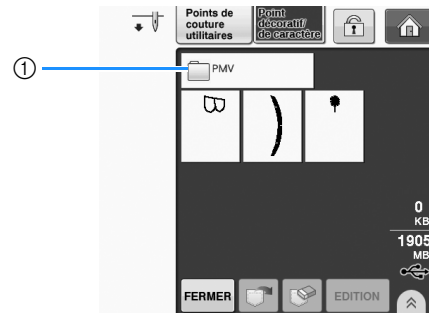 Points de
couture
utilitaires
Point
décoratif/
de caractère
1
PMV
0
KB
1905
MB
FERMER
EDITION